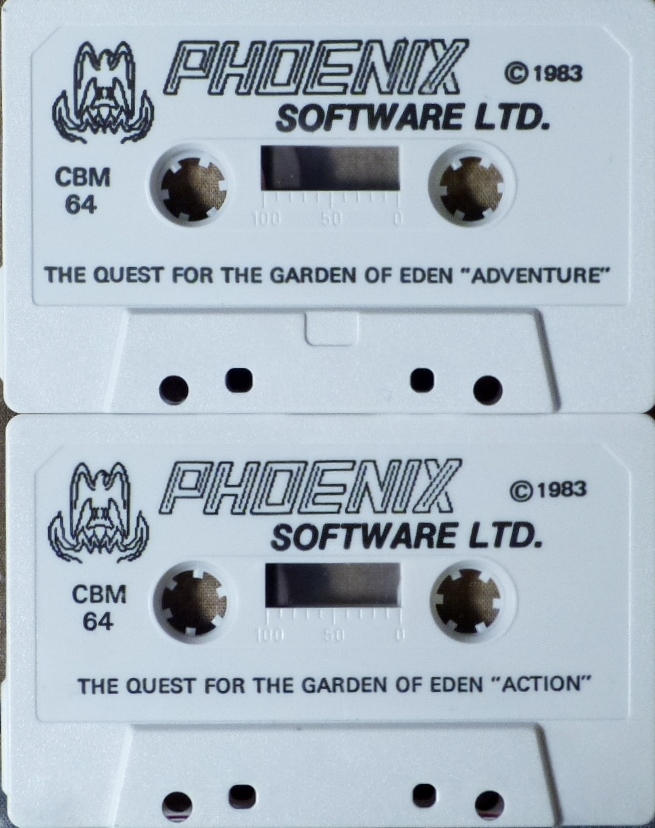 PHOENIX © 1983
SOFTWARE LTD.
CBM
64
100 50 0
THE QUEST FOR THE GARDEN OF EDEN "ADVENTURE"
PHOENIX © 1983
SOFTWARE LTD.
CBM
64
100 50 0
THE QUEST FOR THE GARDEN OF EDEN "ACTION"